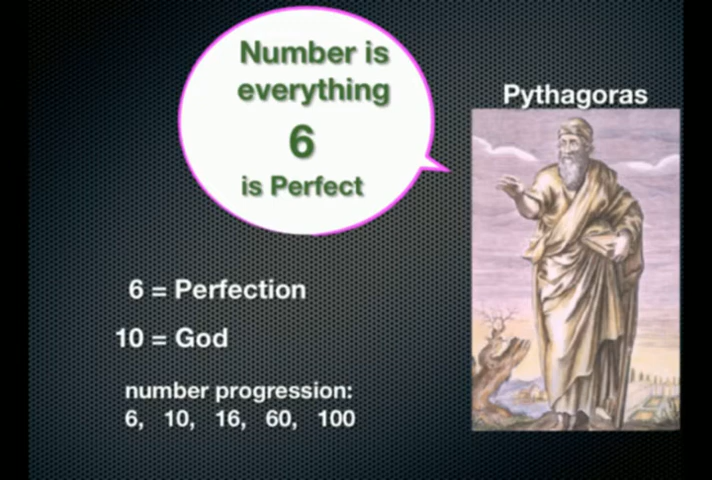 Number is
everything
6
is Perfect
Pythagoras
6 = Perfection
10 = God
number progression:
6, 10, 16, 60, 100